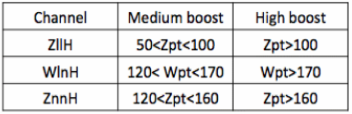 Channel Medium boost High boost
ZllH 50<Zpt<100 Zpt>100
WlnH 120< Wpt<170 Wpt>170
ZnnH 120<Zpt<160 Zpt>160